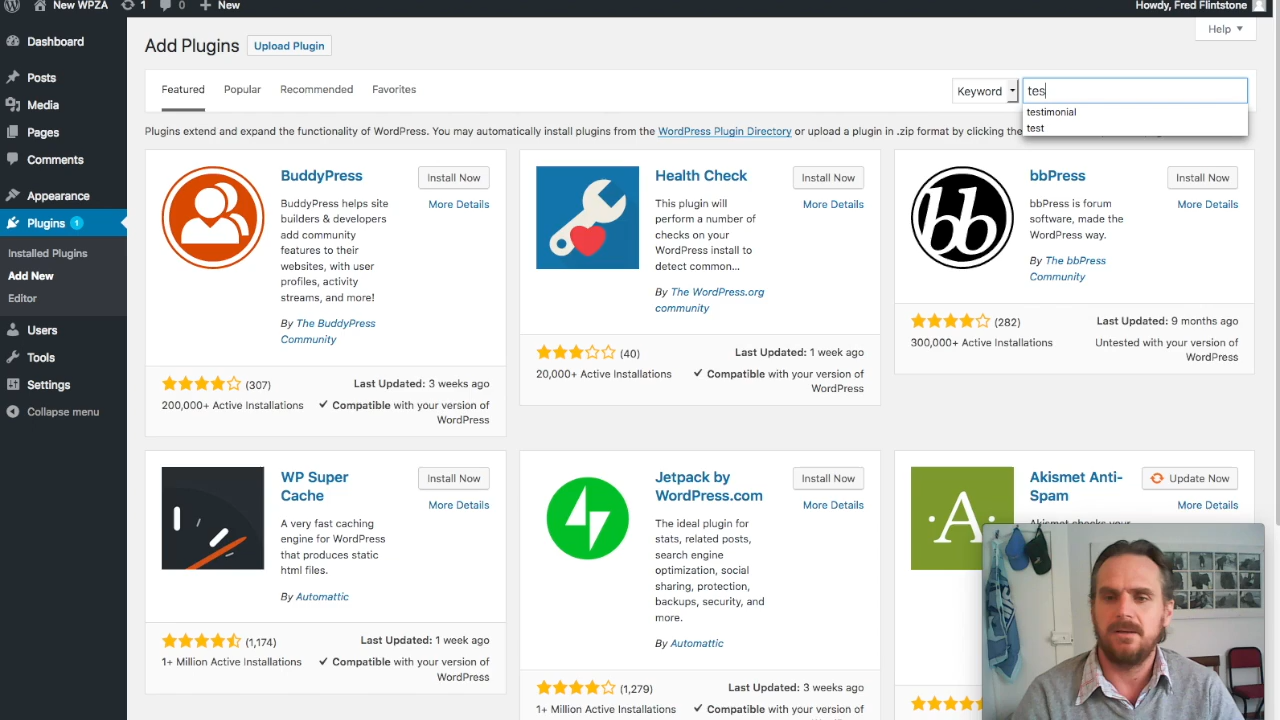 New WPZA
1
0
New
Howdy, Fred Flintstone
Dashboard
Posts
Media
Pages
Comments
Appearance
Plugins 1
Installed Plugins
Add New
Editor
Users
Tools
Settings
Collapse menu
Help
Add Plugins
Upload Plugin
Featured
Popular
Recommended
Favorites
Keyword
tes
testimonial
test
Plugins extend and expand the functionality of WordPress. You may automatically install plugins from the WordPress Plugin Directory or upload a plugin in .zip format by clicking the
BuddyPress
Install Now
More Details
BuddyPress helps site
builders & developers
add community
features to their
websites, with user
profiles, activity
streams, and more!
By The BuddyPress
Community
(307)
Last Updated: 3 weeks ago
200,000+ Active Installations
Compatible with your version of
WordPress
Health Check
Install Now
More Details
This plugin will
perform a number of
checks on your
WordPress install to
detect common...
By The WordPress.org
community
(40)
Last Updated: 1 week ago
20,000+ Active Installations
Compatible with your version of
WordPress
bb
bbPress
Install Now
More Details
bbPress is forum
software, made the
WordPress way.
By The bbPress
Community
(282)
Last Updated: 9 months ago
300,000+ Active Installations
Untested with your version of
WordPress
WP Super
Cache
Install Now
More Details
A very fast caching
engine for WordPress
that produces static
html files.
By Automattic
(1,174)
Last Updated: 1 week ago
1+ Million Active Installations
Compatible with your version of
WordPress
Jetpack by
WordPress.com
Install Now
More Details
The ideal plugin for
stats, related posts,
search engine
optimization, social
sharing, protection,
backups, security, and
more.
By Automattic
(1,279)
Last Updated: 3 weeks ago
1+ Million Active Installations
Compatible with your version of
·A·
Akismet Anti-
Spam
Update Now
More Details
Akismet checks your